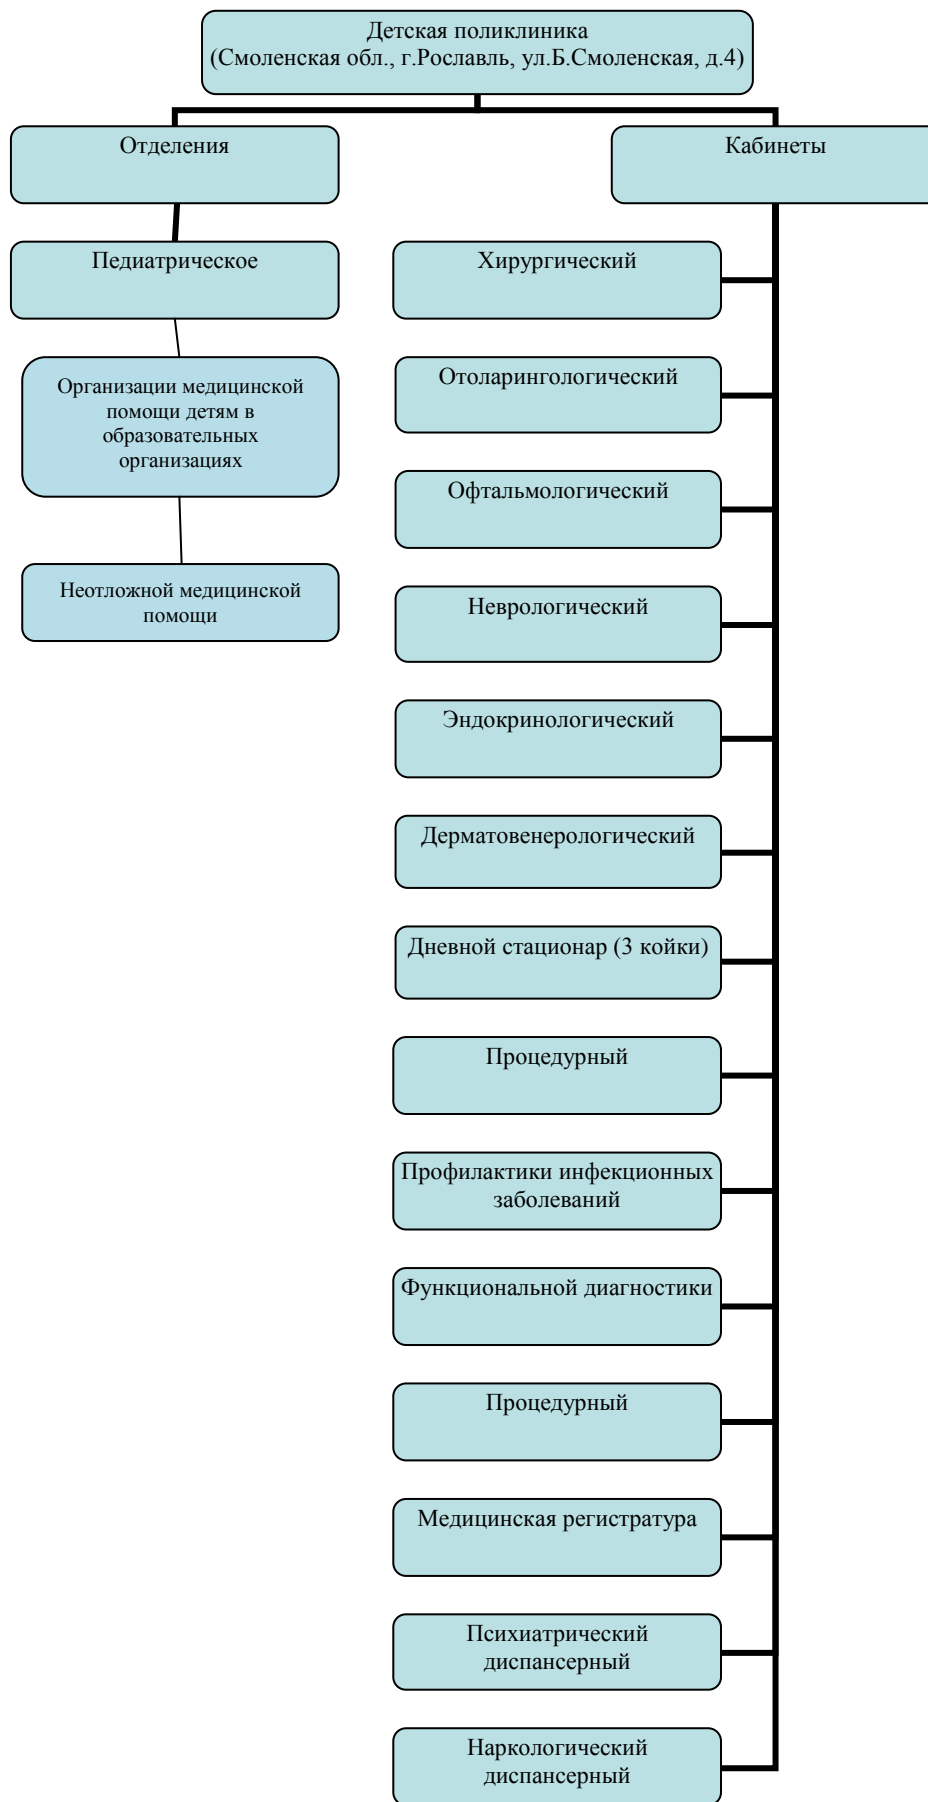 Детская поликлиника
(Смоленская обл., г.Рославль, ул.Б.Смоленская, д.4)
Отделения
Кабинеты
Педиатрическое
Организации медицинской
помощи детям в
образовательных
организациях
Неотложной медицинской
помощи
Хирургический
Отоларингологический
Офтальмологический
Неврологический
Эндокринологический
Дерматовенерологический
Дневной стационар (3 койки)
Процедурный
Профилактики инфекционных
заболеваний
Функциональной диагностики
Процедурный
Медицинская регистратура
Психиатрический
диспансерный
Наркологический
диспансерный